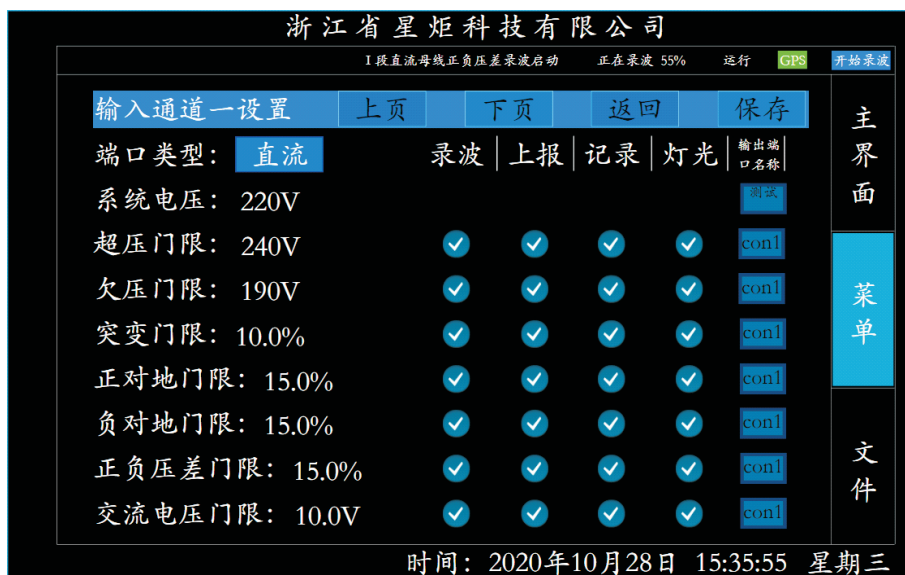 浙江省星炬科技有限公司
I段直流母线正负压差录波启动 正在录波 55% 运行 GPS 开始录波
输入通道一设置 上页 下页 返回 保存
端口类型: 直流 录波 上报 记录 灯光 输出端口名称
系统电压: 220V 测试
超压门限: 240V con1
欠压门限: 190V con1
突变门限: 10.0% con1
正对地门限: 15.0% con1
负对地门限: 15.0% con1
正负压差门限: 15.0% con1
交流电压门限: 10.0V con1
主界面
菜单
文件
时间: 2020年10月28日 15:35:55 星期三